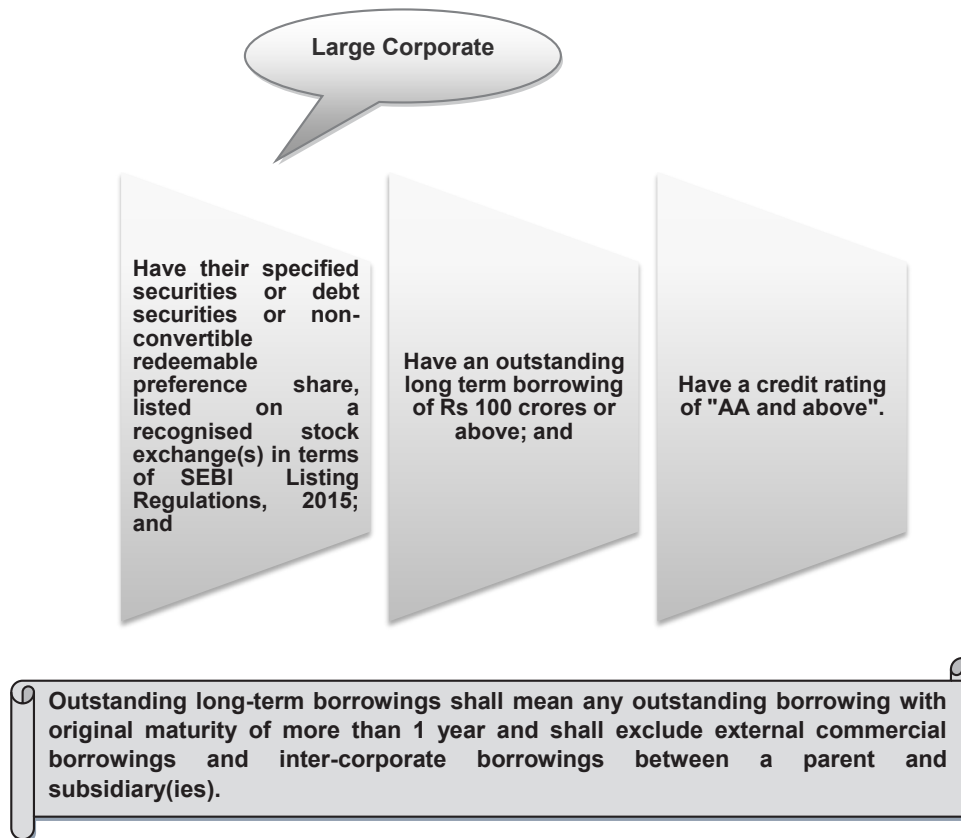 Large Corporate
Have their specified
securities or debt
securities or non-
convertible
redeemable
preference share,
listed on a
recognised stock
exchange(s) in terms
of SEBI Listing
Regulations, 2015;
and
Have an outstanding
long term borrowing
of Rs 100 crores or
above; and
Have a credit rating
of "AA and above".
Outstanding long-term borrowings shall mean any outstanding borrowing with
original maturity of more than 1 year and shall exclude external commercial
borrowings and inter-corporate borrowings between a parent and
subsidiary(ies).